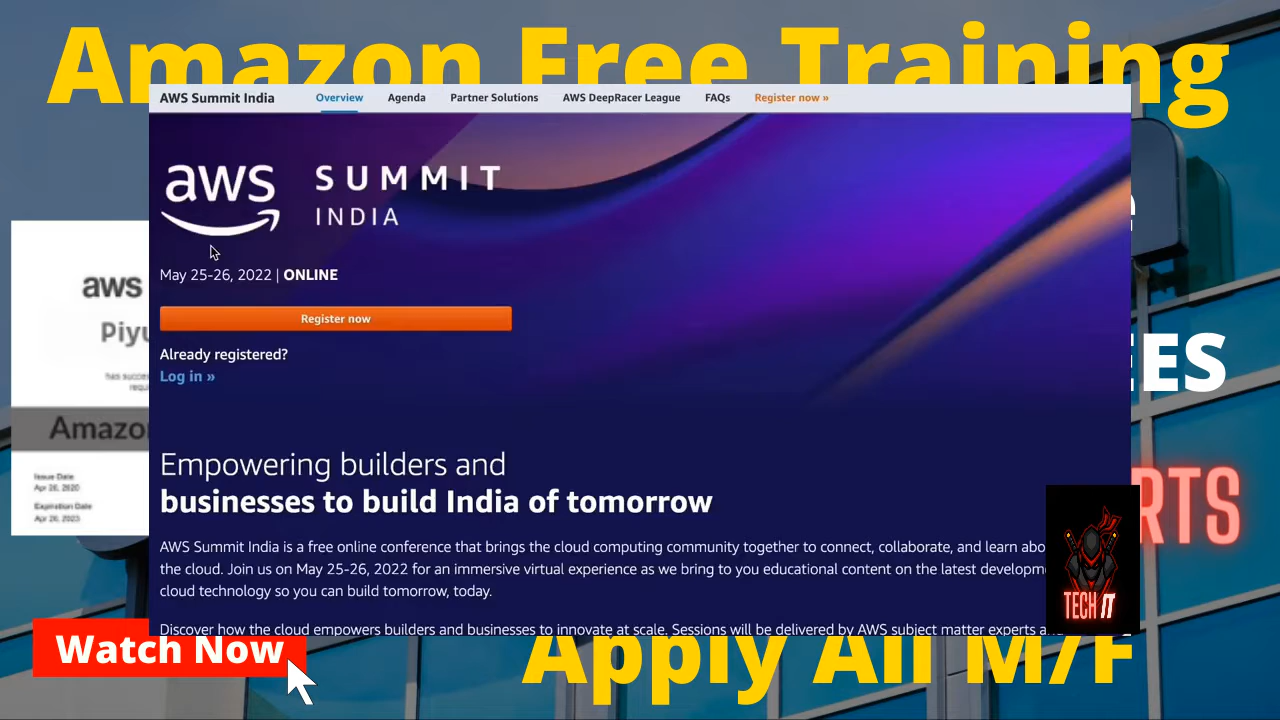 Amazon Free Training
AWS Summit India
Overview
Agenda
Partner Solutions
AWS DeepRacer League
FAQs
Register now »
aws
SUMMIT
INDIA
May 25-26, 2022 | ONLINE
Register now
Already registered?
Log in »
Empowering builders and
businesses to build India of tomorrow
AWS Summit India is a free online conference that brings the cloud computing community together to connect, collaborate, and learn
the cloud. Join us on May 25-26, 2022 for an immersive virtual experience as we bring to you educational content on the latest
cloud technology so you can build tomorrow, today.
Discover how the cloud empowers builders and businesses to innovate at scale. Sessions will be delivered by AWS subject matter experts
aws
Issue Date
Apr 26, 2020
Expiration Date
Apr 26, 2023
TECH IT
Watch Now
Apply All M/F